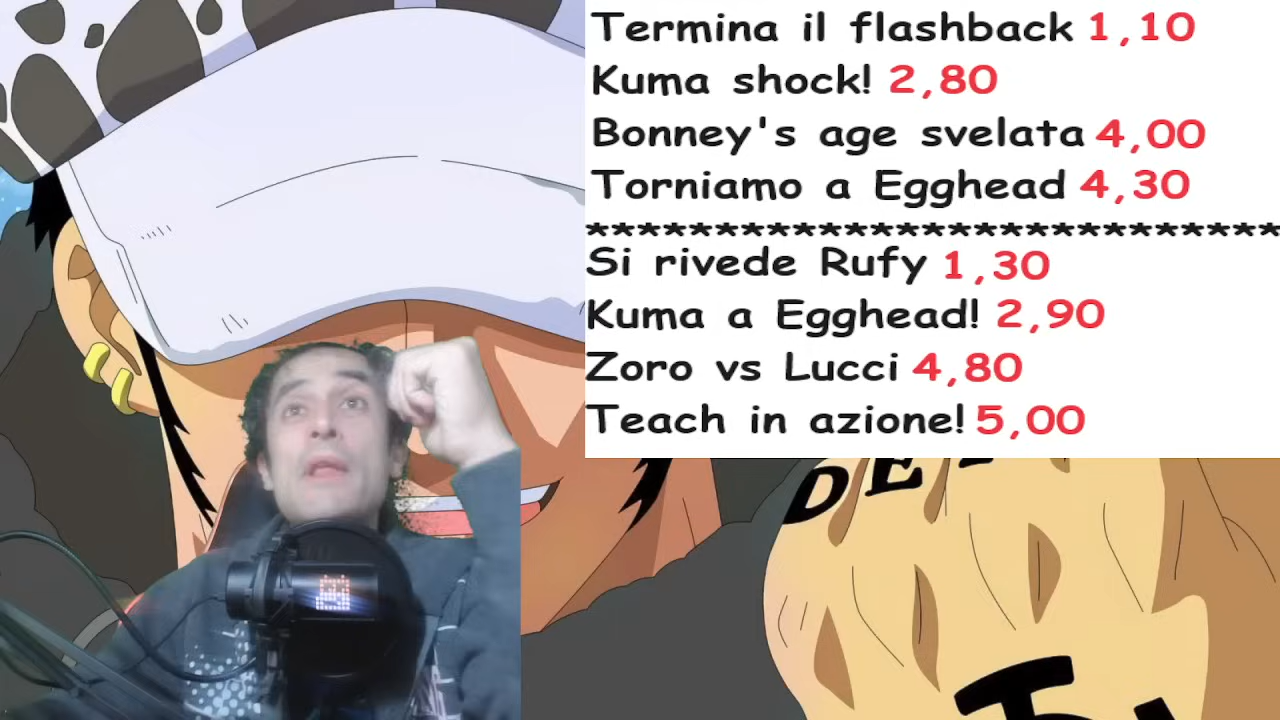 Termina il flashback 1,10
Kuma shock! 2,80
Bonney's age svelata 4,00
Torniamo a Egghead 4,30
***************************
Si rivede Rufy 1,30
Kuma a Egghead! 2,90
Zoro vs Lucci 4,80
Teach in azione! 5,00
DE